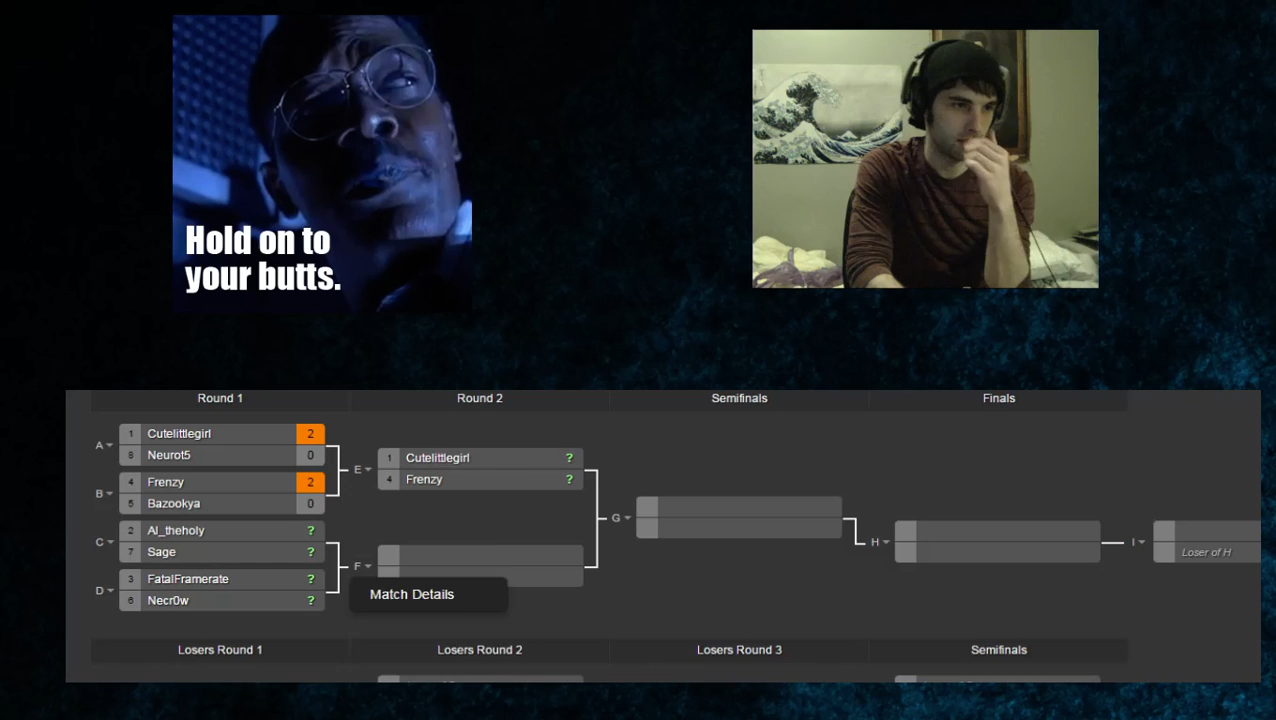 Hold on to
your butts.
Round 1
Round 2
Semifinals
Finals
A
1 Cutelittlegirl 2
8 Neurot5 0
B
4 Frenzy 2
5 Bazookya 0
C
2 Al_theholy ?
7 Sage ?
D
3 FatalFramerate ?
6 Necr0w ?
E
1 Cutelittlegirl ?
4 Frenzy ?
F
Match Details
G
H
I
Loser of H
Losers Round 1
Losers Round 2
Losers Round 3
Semifinals